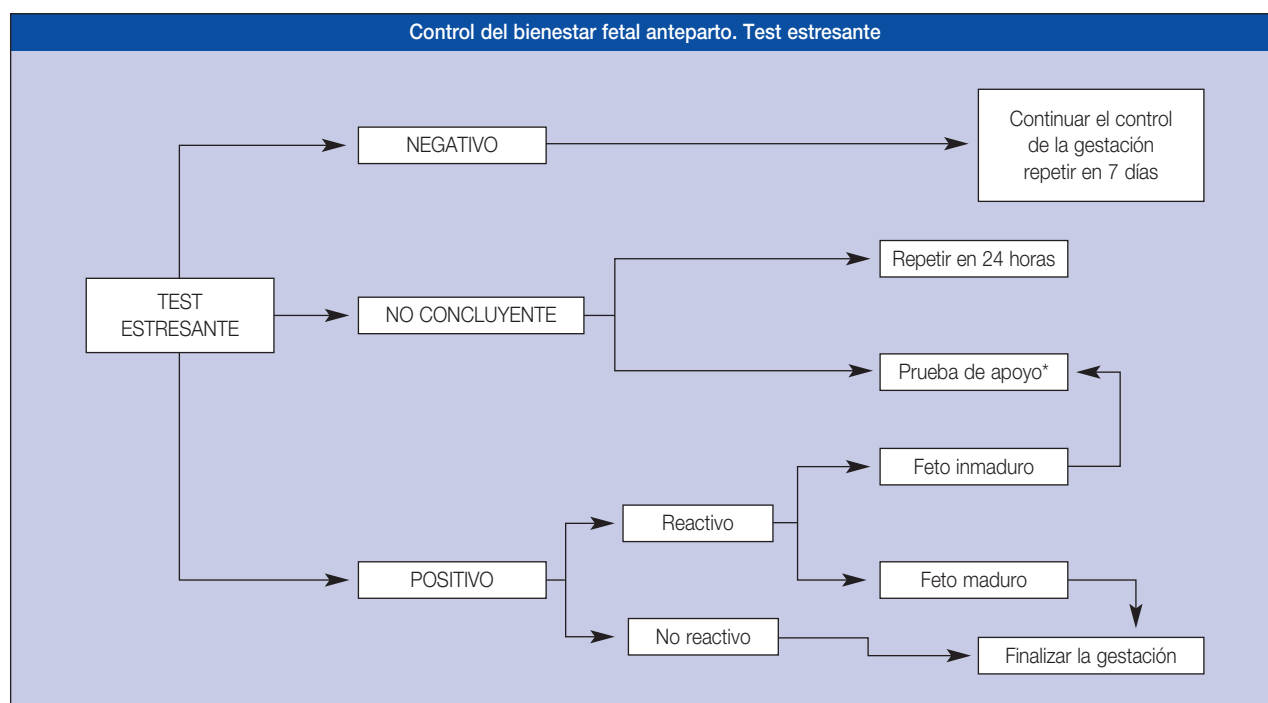 Control del bienestar fetal anteparto. Test estresante
NEGATIVO
Continuar el control
de la gestación
repetir en 7 días
TEST
ESTRESANTE
NO CONCLUYENTE
Repetir en 24 horas
Prueba de apoyo*
POSITIVO
Reactivo
Feto inmaduro
Feto maduro
No reactivo
Finalizar la gestación